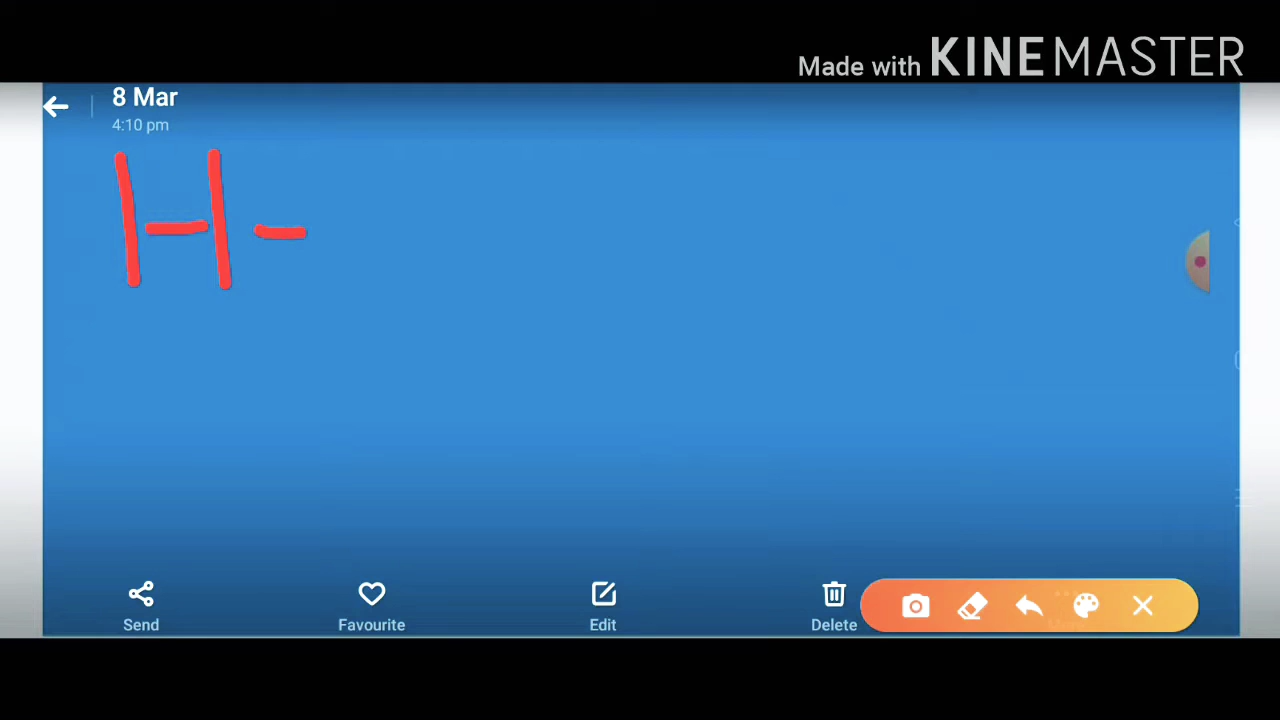 Made with KINEMASTER
8 Mar
4:10 pm
H-
Send
Favourite
Edit
Delete